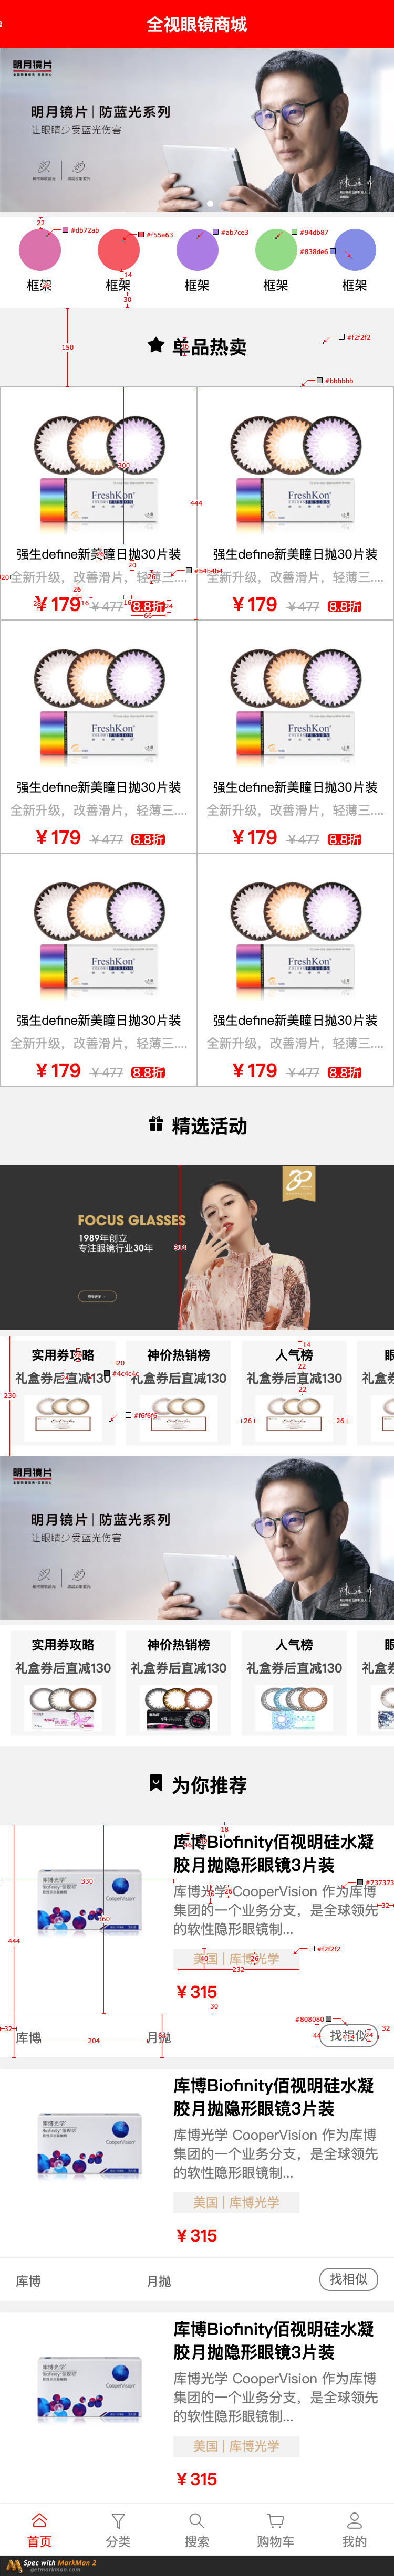 全视眼镜商城
明月镜片
明月镜片 | 防蓝光系列
让眼睛少受蓝光伤害
22
#db72ab
#f55a63
#ab7ce3
#94db87
#838de6
14
框架
框架
框架
框架
框架
30
150
单品热卖
#f2f2f2
#bbbbbb
300
444
FreshKon
FreshKon
强生define新美瞳日抛30片装
强生define新美瞳日抛30片装
20
#b4b4b4
全新升级，改善滑片，轻薄三....
全新升级，改善滑片，轻薄三....
26
16
16
24
66
￥179 ￥477 8.8折
￥179 ￥477 8.8折
FreshKon
FreshKon
强生define新美瞳日抛30片装
强生define新美瞳日抛30片装
全新升级，改善滑片，轻薄三....
全新升级，改善滑片，轻薄三....
￥179 ￥477 8.8折
￥179 ￥477 8.8折
FreshKon
FreshKon
强生define新美瞳日抛30片装
强生define新美瞳日抛30片装
全新升级，改善滑片，轻薄三....
全新升级，改善滑片，轻薄三....
￥179 ￥477 8.8折
￥179 ￥477 8.8折
精选活动
30
FOCUS GLASSES
1989年创立
专注眼镜行业30年
314
实用券攻略
神价热销榜
人气榜
眼
14
22
20
#4c4c4c
礼盒券后直减130
礼盒券后直减130
礼盒券后直减130
礼盒券
22
230
#f6f6f6
26
26
明月镜片
明月镜片 | 防蓝光系列
让眼睛少受蓝光伤害
实用券攻略
神价热销榜
人气榜
眼
礼盒券后直减130
礼盒券后直减130
礼盒券后直减130
礼盒券
为你推荐
18
库博Biofinity佰视明硅水凝
胶月抛隐形眼镜3片装
330
#737373
库博光学 CooperVision 作为库博
集团的一个业务分支，是全球领先
的软性隐形眼镜制...
26
32
360
444
#f2f2f2
美国 | 库博光学
40
26
232
￥315
30
#808080
32
库博
204
月抛
找相似
44
24
32
库博光学
CooperVision
库博Biofinity佰视明硅水凝
胶月抛隐形眼镜3片装
库博光学 CooperVision 作为库博
集团的一个业务分支，是全球领先
的软性隐形眼镜制...
美国 | 库博光学
￥315
库博
月抛
找相似
库博光学
CooperVision
库博Biofinity佰视明硅水凝
胶月抛隐形眼镜3片装
库博光学 CooperVision 作为库博
集团的一个业务分支，是全球领先
的软性隐形眼镜制...
美国 | 库博光学
￥315
首页
分类
搜索
购物车
我的
Spec with MarkMan 2
getmarkman.com